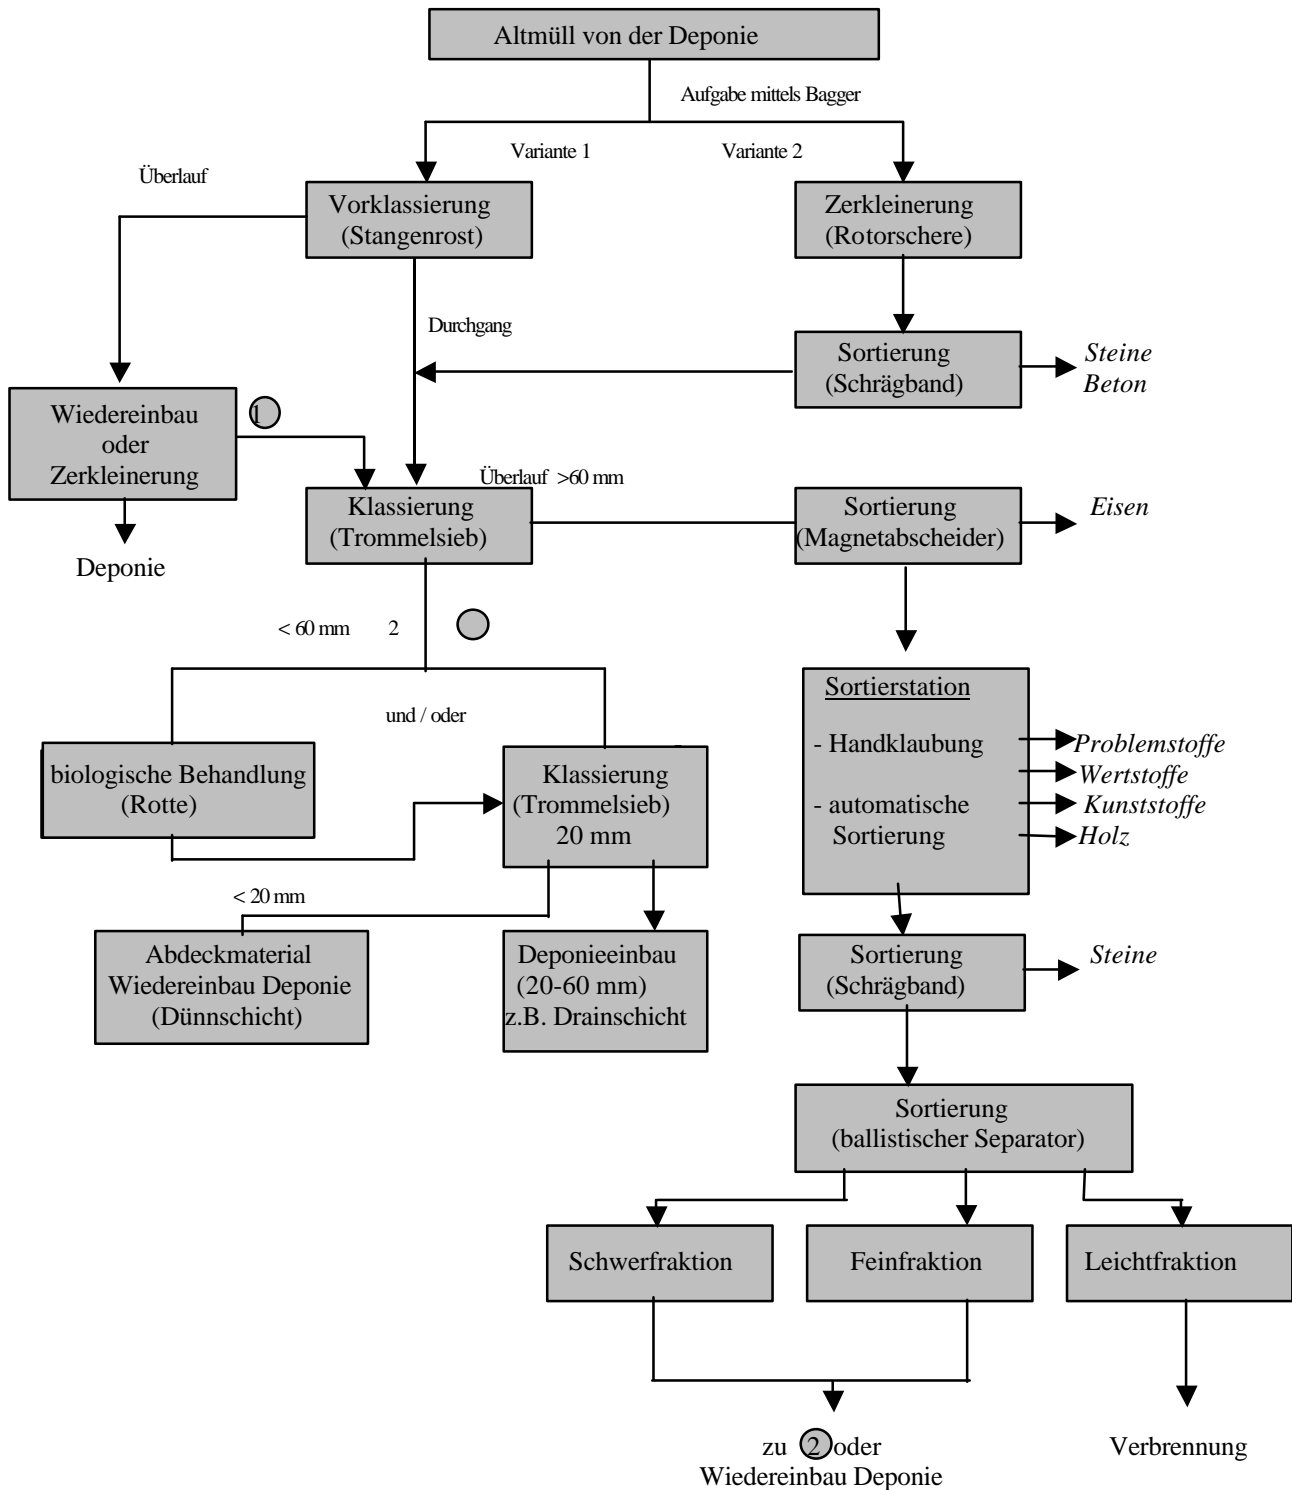 Altmüll von der Deponie
Aufgabe mittels Bagger
Variante 1
Variante 2
Überlauf
Vorklassierung
(Stangenrost)
Zerkleinerung
(Rotorschere)
Durchgang
Sortierung
(Schrägband)
Steine
Beton
Wiedereinbau
oder
Zerkleinerung
1
Überlauf >60 mm
Klassierung
(Trommelsieb)
Sortierung
(Magnetabscheider)
Eisen
Deponie
< 60 mm 2
und / oder
Sortierstation
- Handklaubung
- automatische
Sortierung
Problemstoffe
Wertstoffe
Kunststoffe
Holz
biologische Behandlung
(Rotte)
Klassierung
(Trommelsieb)
20 mm
< 20 mm
Abdeckmaterial
Wiedereinbau Deponie
(Dünnschicht)
Deponieeinbau
(20-60 mm)
z.B. Drainschicht
Sortierung
(Schrägband)
Steine
Sortierung
(ballistischer Separator)
Schwerfraktion
Feinfraktion
Leichtfraktion
zu 2 oder
Wiedereinbau Deponie
Verbrennung